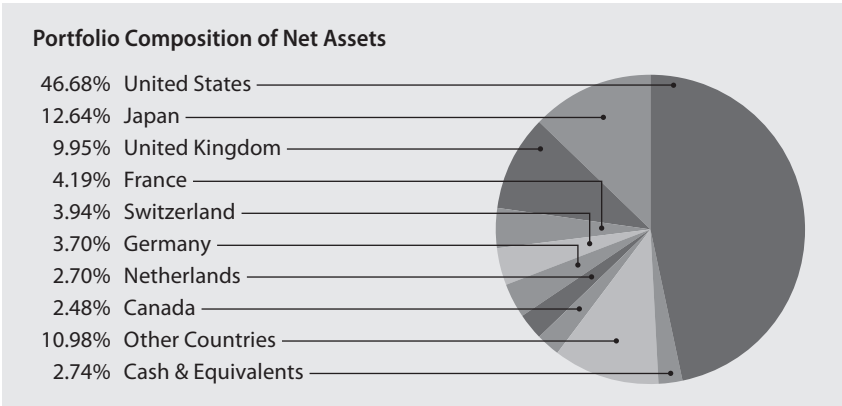 Portfolio Composition of Net Assets
46.68% United States
12.64% Japan
9.95% United Kingdom
4.19% France
3.94% Switzerland
3.70% Germany
2.70% Netherlands
2.48% Canada
10.98% Other Countries
2.74% Cash & Equivalents